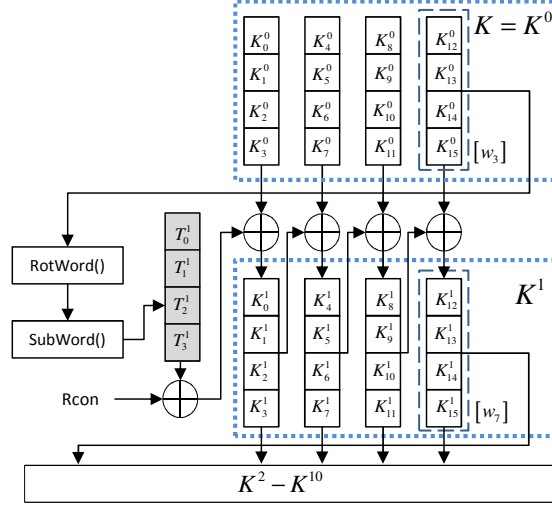 K = K^0
K_0^0 K_4^0 K_8^0 K_12^0
K_1^0 K_5^0 K_9^0 K_13^0
K_2^0 K_6^0 K_10^0 K_14^0
K_3^0 K_7^0 K_11^0 K_15^0
[w_3]
RotWord()
SubWord()
T_0^1
T_1^1
T_2^1
T_3^1
Rcon
K^1
K_0^1 K_4^1 K_8^1 K_12^1
K_1^1 K_5^1 K_9^1 K_13^1
K_2^1 K_6^1 K_10^1 K_14^1
K_3^1 K_7^1 K_11^1 K_15^1
[w_7]
K^2 − K^10